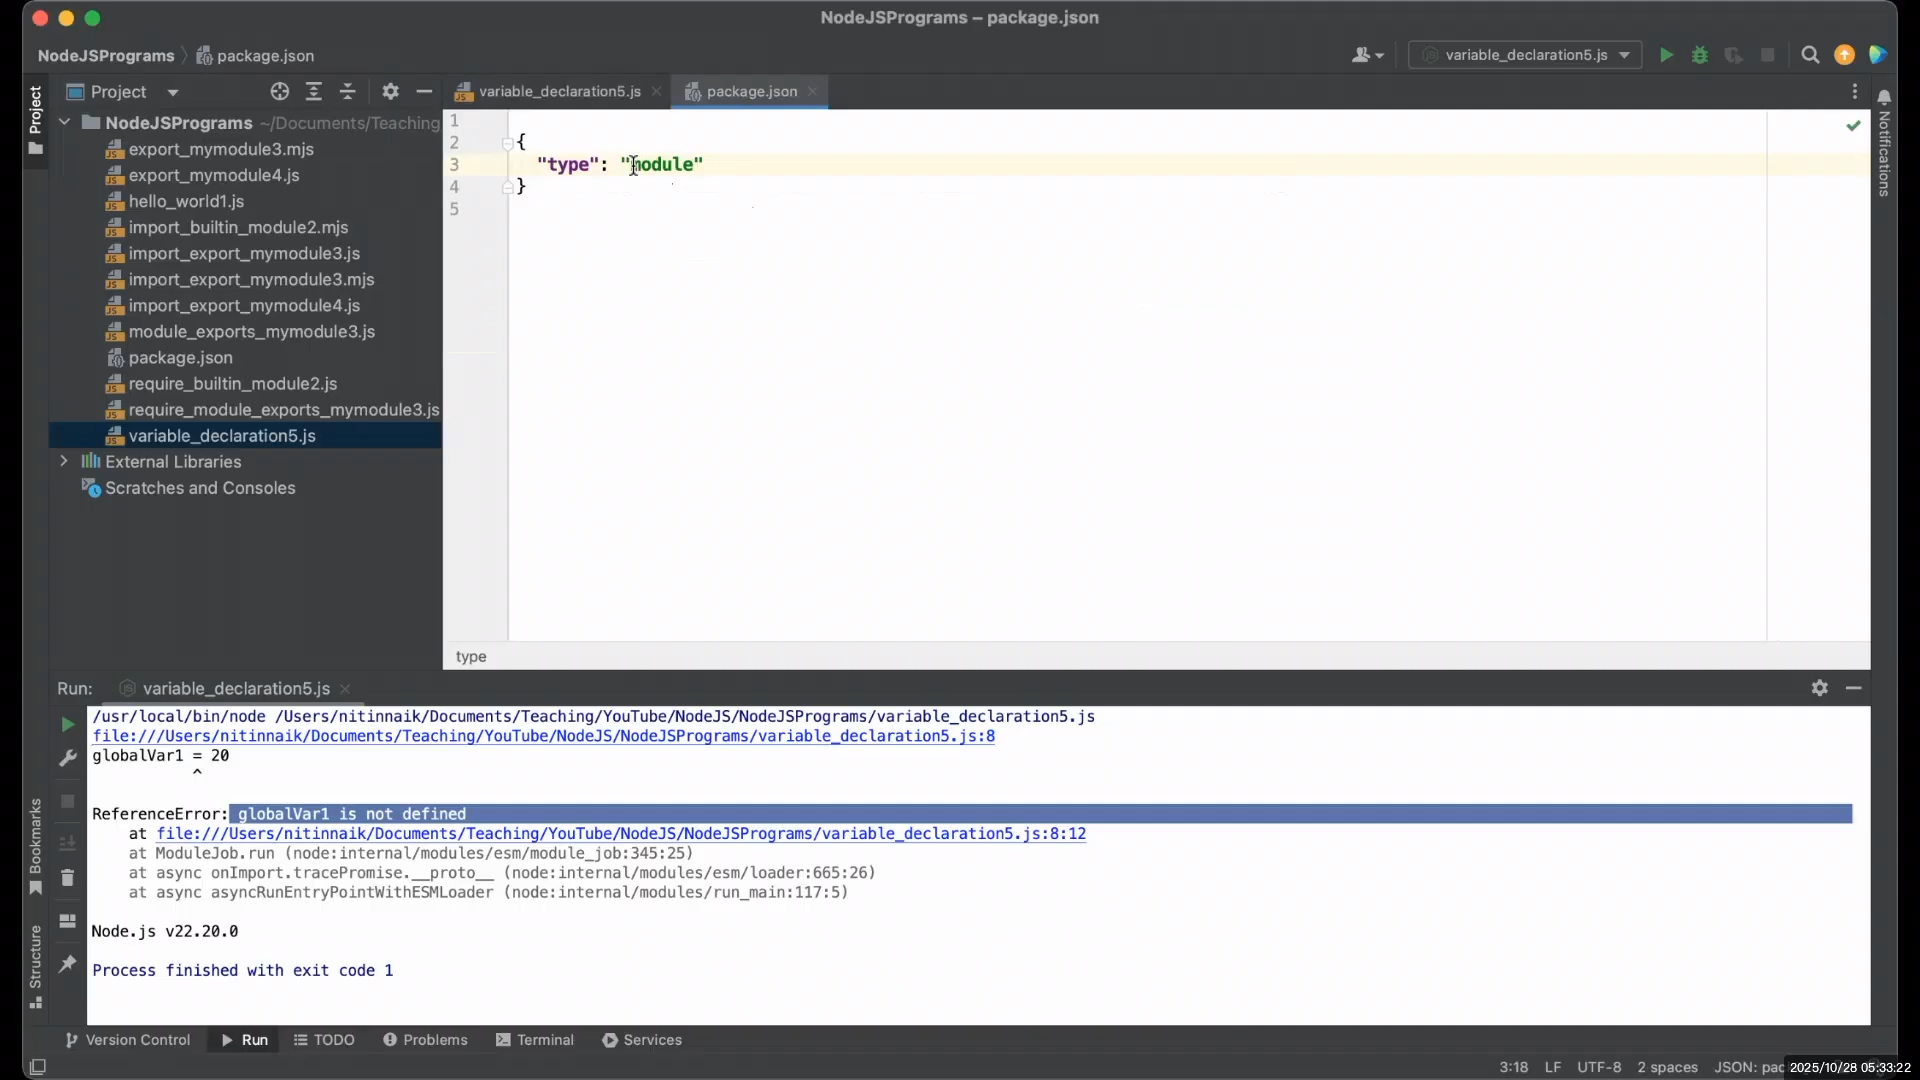 NodeJSPrograms – package.json
NodeJSPrograms
package.json
variable_declaration5.js
Project
Project
variable_declaration5.js
package.json
Notifications
NodeJSPrograms ~/Documents/Teaching
export_mymodule3.mjs
export_mymodule4.js
hello_world1.js
import_builtin_module2.mjs
import_export_mymodule3.js
import_export_mymodule3.mjs
import_export_mymodule4.js
module_exports_mymodule3.js
package.json
require_builtin_module2.js
require_module_exports_mymodule3.js
variable_declaration5.js
External Libraries
Scratches and Consoles
1
2 {
3 "type": "module"
4 }
5
type
Run: variable_declaration5.js
/usr/local/bin/node /Users/nitinnaik/Documents/Teaching/YouTube/NodeJS/NodeJSPrograms/variable_declaration5.js
file:///Users/nitinnaik/Documents/Teaching/YouTube/NodeJS/NodeJSPrograms/variable_declaration5.js:8
globalVar1 = 20
^
ReferenceError: globalVar1 is not defined
at file:///Users/nitinnaik/Documents/Teaching/YouTube/NodeJS/NodeJSPrograms/variable_declaration5.js:8:12
at ModuleJob.run (node:internal/modules/esm/module_job:345:25)
at async onImport.tracePromise.__proto__ (node:internal/modules/esm/loader:665:26)
at async asyncRunEntryPointWithESMLoader (node:internal/modules/run_main:117:5)
Node.js v22.20.0
Process finished with exit code 1
Bookmarks
Structure
Version Control Run TODO Problems Terminal Services
3:18 LF UTF-8 2 spaces JSON: pac
2025/10/28 05:33:22